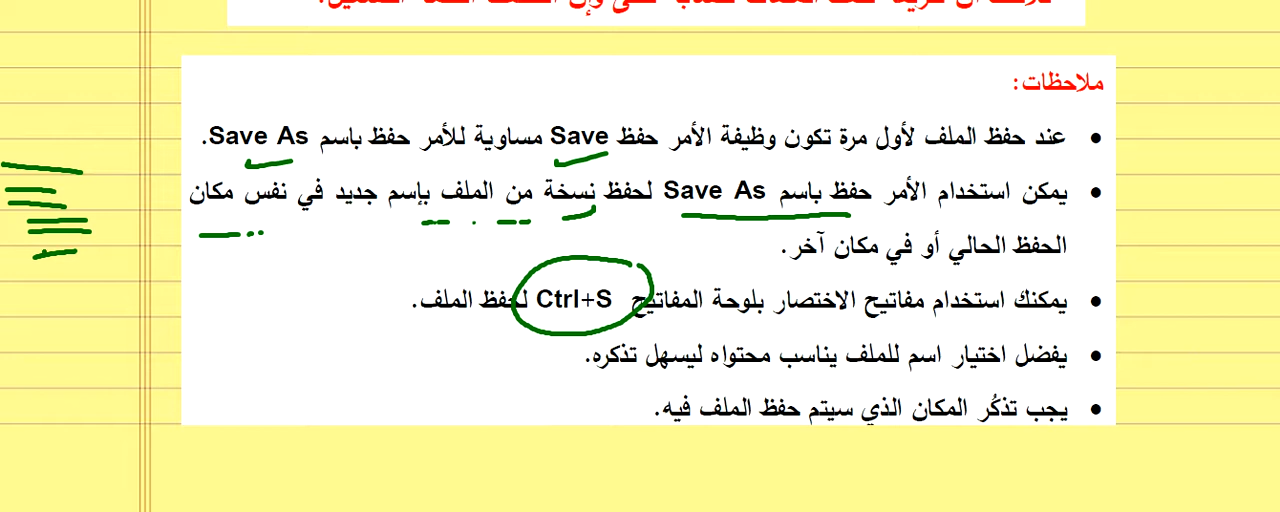 ملاحظات:
• عند حفظ الملف لأول مرة تكون وظيفة الأمر حفظ Save مساوية للأمر حفظ باسم Save As.
• يمكن استخدام الأمر حفظ باسم Save As لحفظ نسخة من الملف بإسم جديد في نفس مكان
الحفظ الحالي أو في مكان آخر.
• يمكنك استخدام مفاتيح الاختصار بلوحة المفاتيح Ctrl+S لحفظ الملف.
• يفضل اختيار اسم للملف يناسب محتواه ليسهل تذكره.
• يجب تذكُر المكان الذي سيتم حفظ الملف فيه.